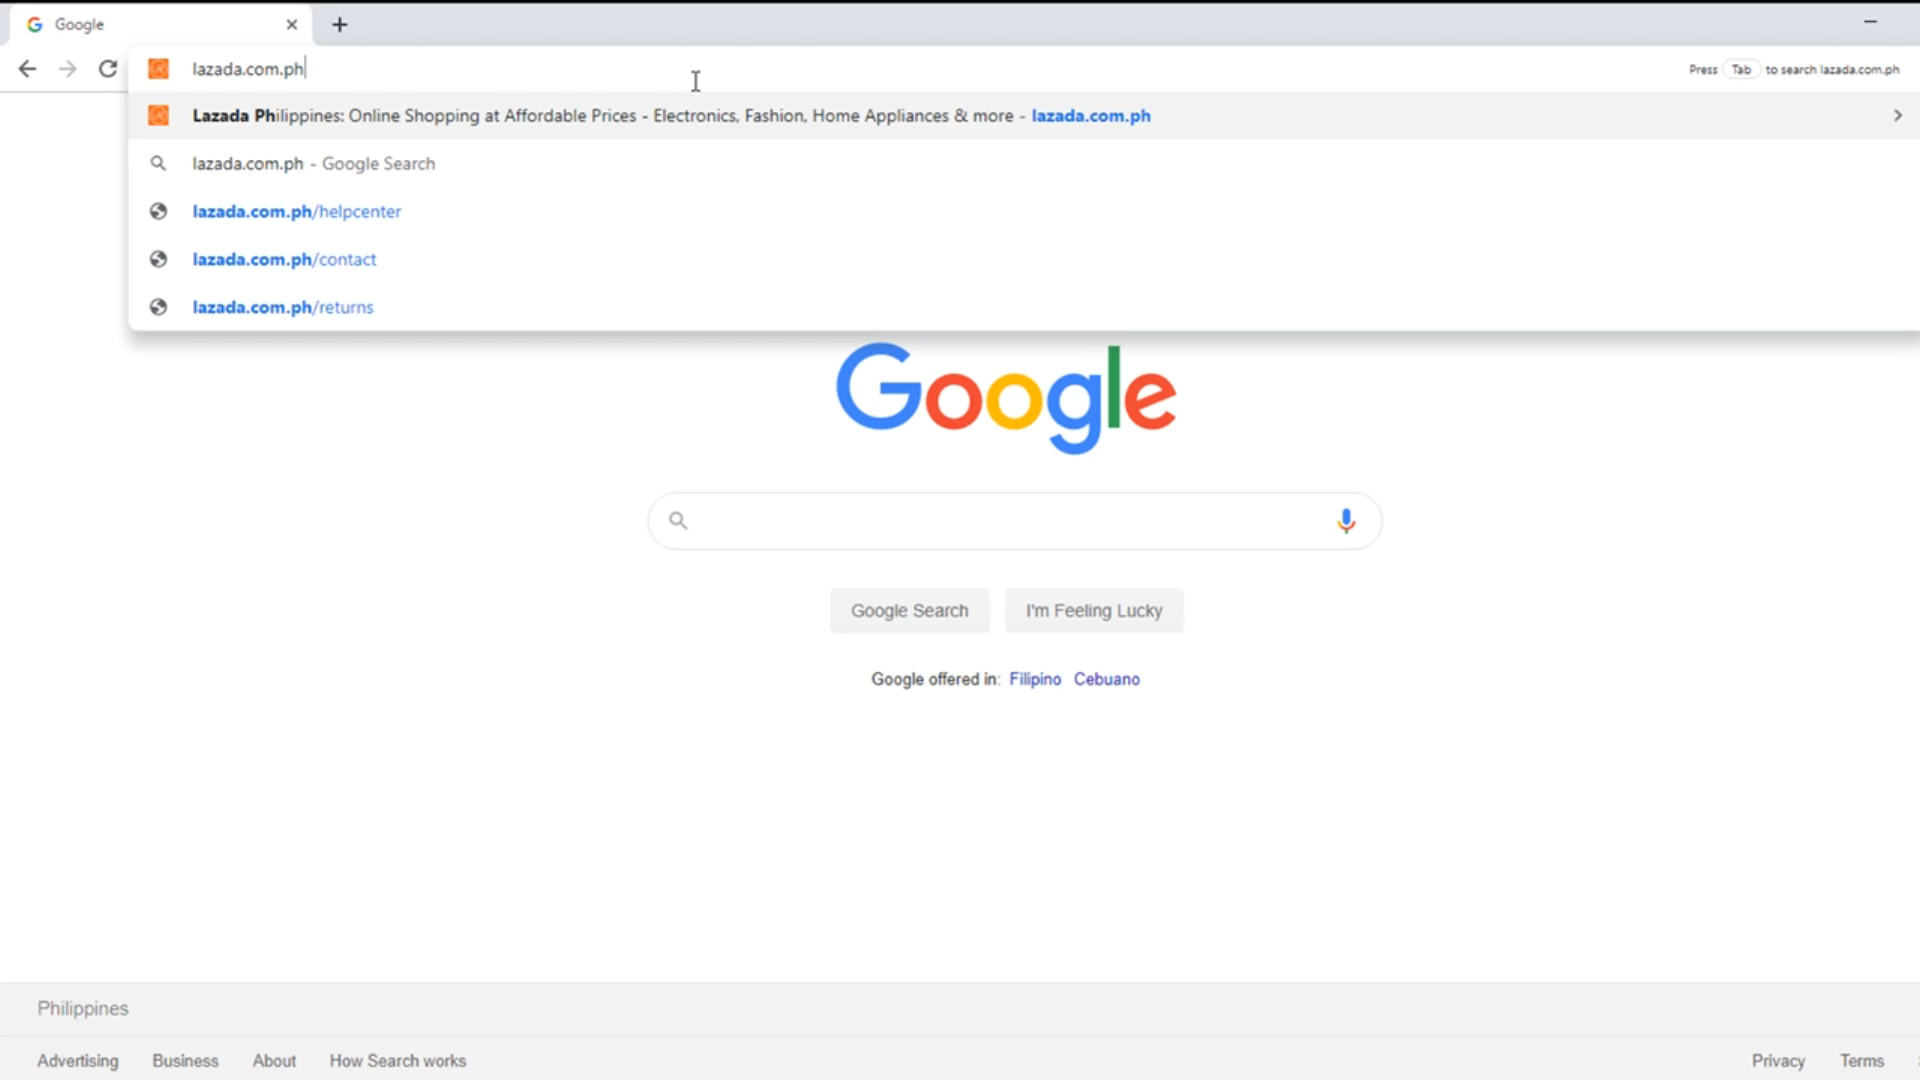 Google
lazada.com.ph
Press Tab to search lazada.com.ph
Lazada Philippines: Online Shopping at Affordable Prices - Electronics, Fashion, Home Appliances & more - lazada.com.ph
lazada.com.ph - Google Search
lazada.com.ph/helpcenter
lazada.com.ph/contact
lazada.com.ph/returns
Google
Google Search I'm Feeling Lucky
Google offered in: Filipino Cebuano
Philippines
Advertising Business About How Search works Privacy Terms